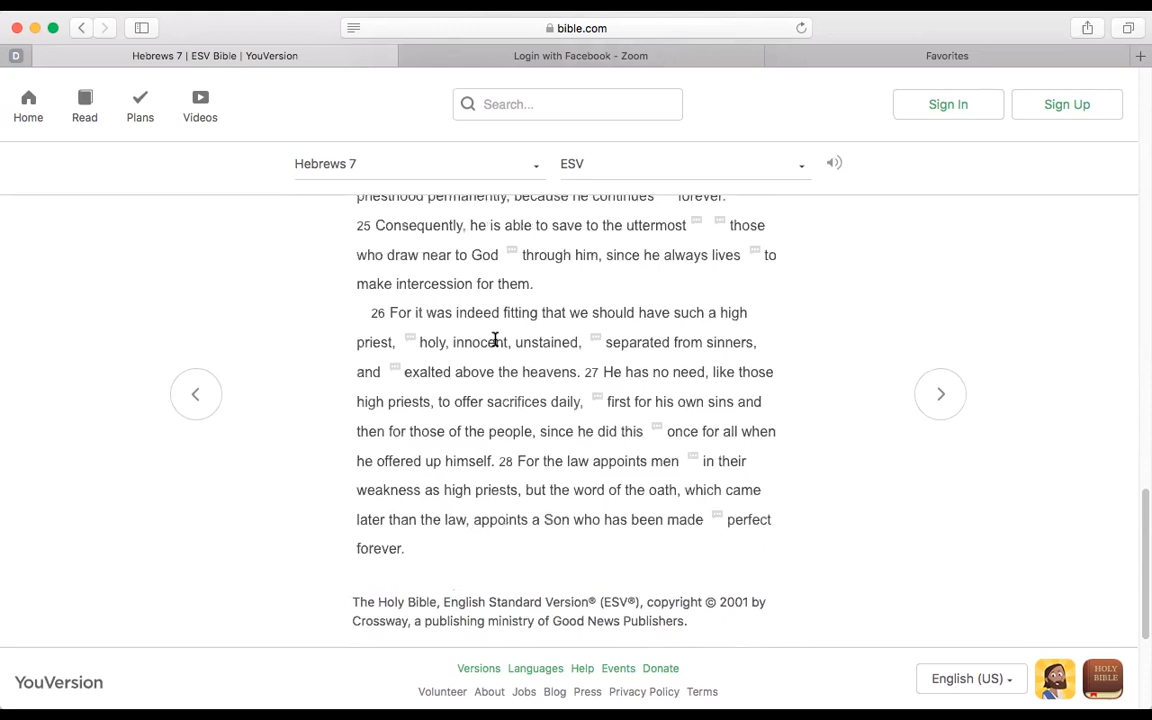 bible.com
D
Hebrews 7 | ESV Bible | YouVersion
Login with Facebook - Zoom
Favorites
Home
Read
Plans
Videos
Search...
Sign In
Sign Up
Hebrews 7
ESV
priesthood permanently, because he continues forever.
25 Consequently, he is able to save to the uttermost those
who draw near to God through him, since he always lives to
make intercession for them.
26 For it was indeed fitting that we should have such a high
priest, holy, innocent, unstained, separated from sinners,
and exalted above the heavens. 27 He has no need, like those
high priests, to offer sacrifices daily, first for his own sins and
then for those of the people, since he did this once for all when
he offered up himself. 28 For the law appoints men in their
weakness as high priests, but the word of the oath, which came
later than the law, appoints a Son who has been made perfect
forever.
The Holy Bible, English Standard Version® (ESV®), copyright © 2001 by
Crossway, a publishing ministry of Good News Publishers.
YouVersion
Versions Languages Help Events Donate
Volunteer About Jobs Blog Press Privacy Policy Terms
English (US)
HOLY
BIBLE